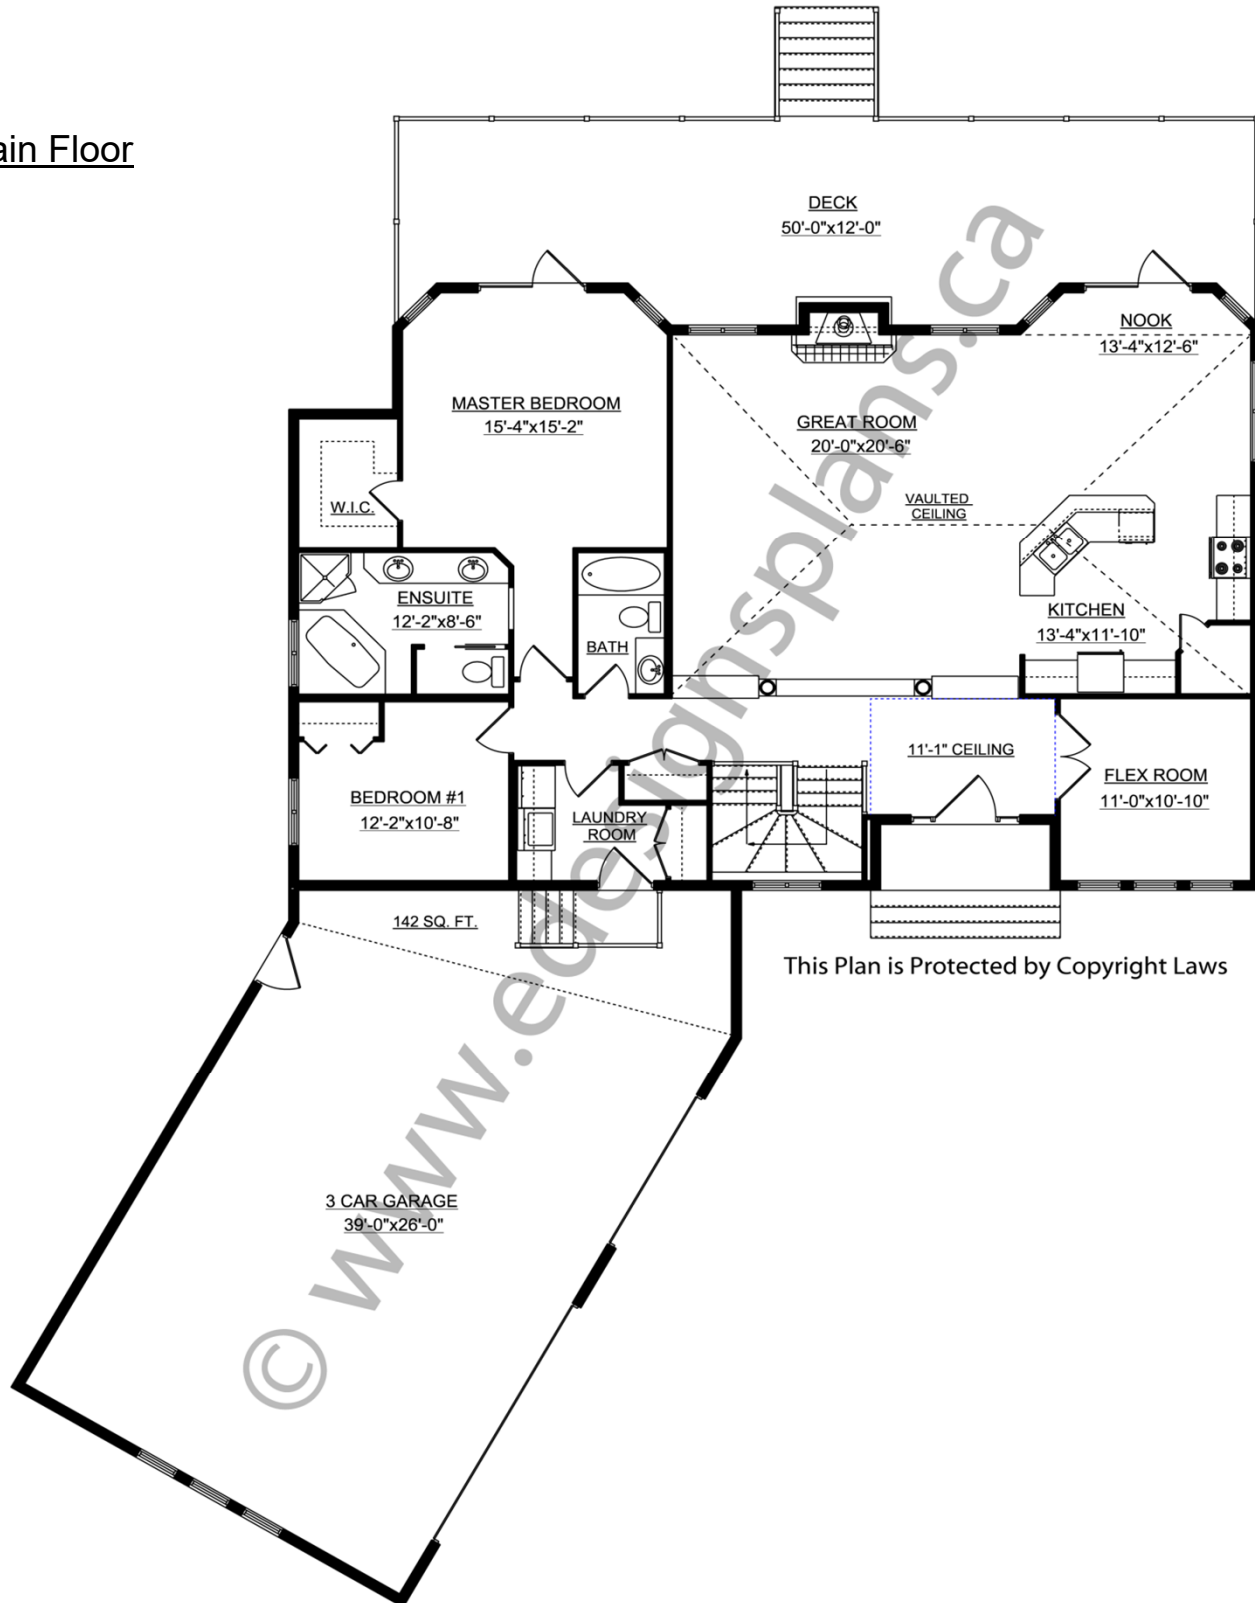 ain Floor
DECK
50'-0"x12'-0"
NOOK
13'-4"x12'-6"
MASTER BEDROOM
15'-4"x15'-2"
GREAT ROOM
20'-0"x20'-6"
W.I.C.
VAULTED
CEILING
ENSUITE
12'-2"x8'-6"
KITCHEN
13'-4"x11'-10"
BATH
11'-1" CEILING
FLEX ROOM
11'-0"x10'-10"
BEDROOM #1
12'-2"x10'-8"
LAUNDRY
ROOM
142 SQ. FT.
This Plan is Protected by Copyright Laws
3 CAR GARAGE
39'-0"x26'-0"
© www.edesignsplans.ca